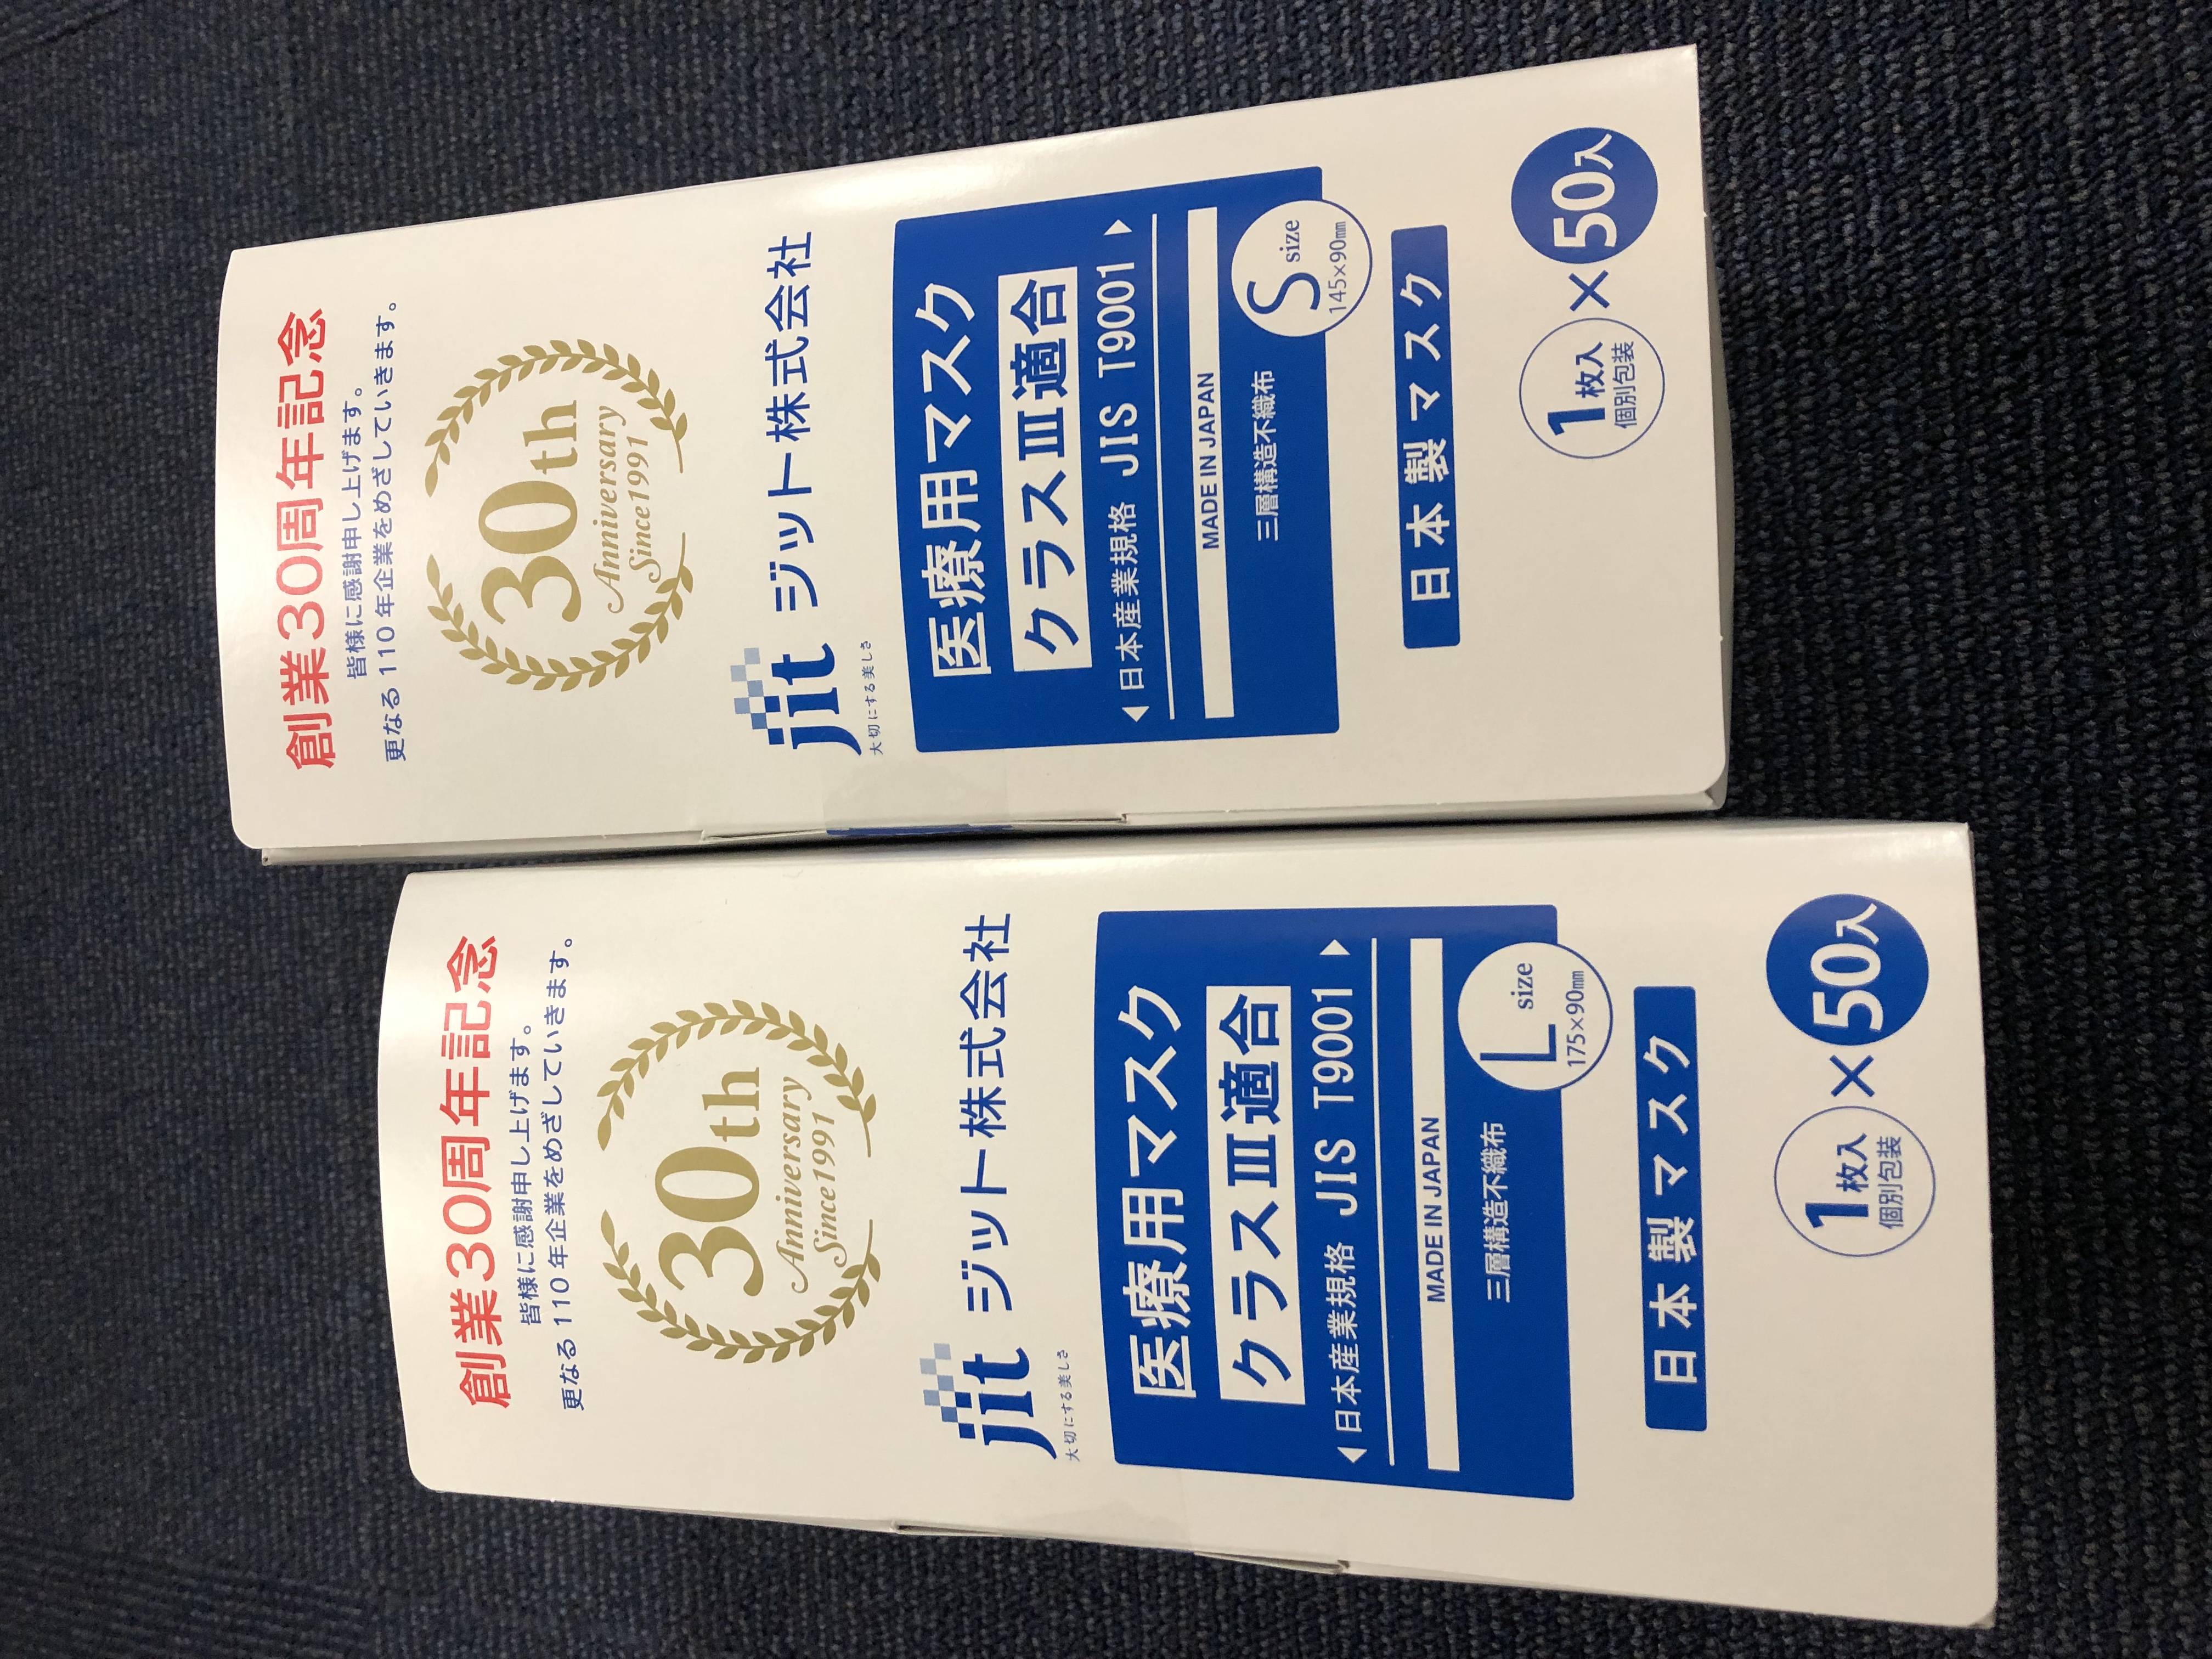 創業30周年記念
皆様に感謝申し上げます。
更なる110年企業をめざしていきます。
30th
Anniversary
Since1991
jit ジット株式会社
大切にする美しさ
医療用マスク
クラスⅢ適合
◀日本産業規格 JIS T9001▶
MADE IN JAPAN
三層構造不織布
L size
175×90mm
日本製マスク
1枚入
個別包装
×
50入
創業30周年記念
皆様に感謝申し上げます。
更なる110年企業をめざしていきます。
30th
Anniversary
Since1991
jit ジット株式会社
大切にする美しさ
医療用マスク
クラスⅢ適合
◀日本産業規格 JIS T9001▶
MADE IN JAPAN
三層構造不織布
S size
145×90mm
日本製マスク
1枚入
個別包装
×
50入